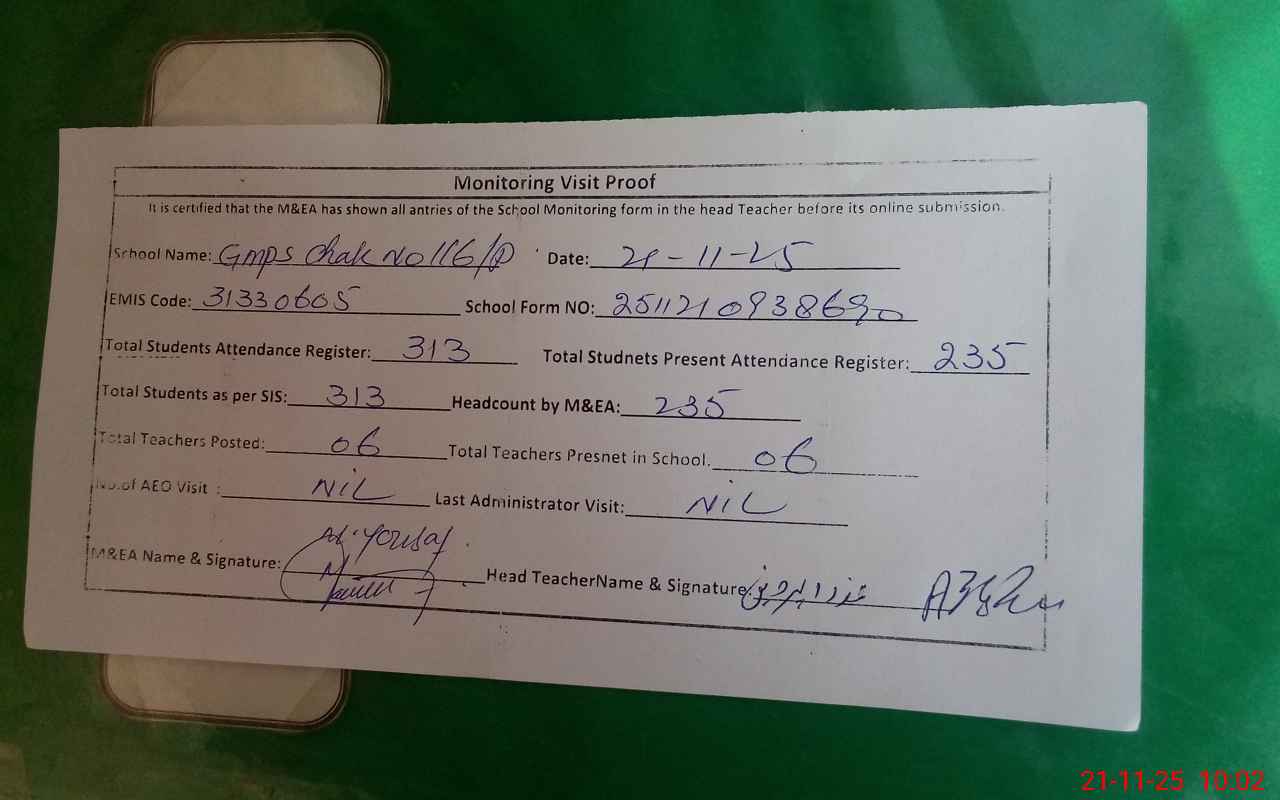 Monitoring Visit Proof
It is certified that the M&EA has shown all antries of the School Monitoring form in the head Teacher before its online submission.
School Name: GMPS Chak No 116/P Date: 21-11-25
EMIS Code: 31330605 School Form NO: 2511210938690
Total Students Attendance Register: 313 Total Studnets Present Attendance Register: 235
Total Students as per SIS: 313 Headcount by M&EA: 235
Total Teachers Posted: 06 Total Teachers Presnet in School. 06
No.of AEO Visit : NIL Last Administrator Visit: NIL
M. Yousaf
M&EA Name & Signature: Head TeacherName & Signature:
21-11-25 10:02